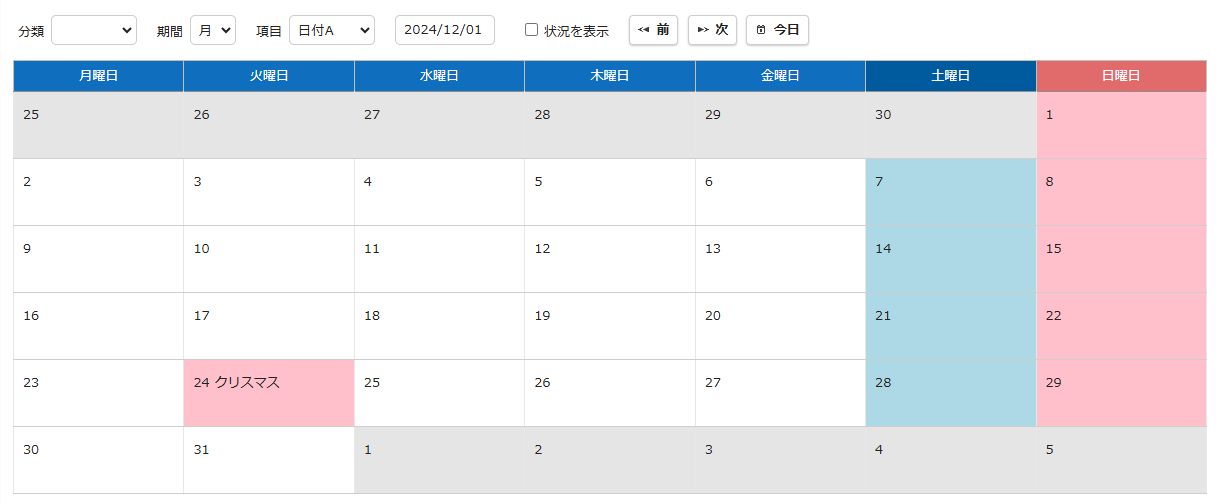 分類 期間 月 項目 日付A 2024/12/01 状況を表示 前 次 今日
月曜日 火曜日 水曜日 木曜日 金曜日 土曜日 日曜日
25 26 27 28 29 30 1
2 3 4 5 6 7 8
9 10 11 12 13 14 15
16 17 18 19 20 21 22
23 24 クリスマス 25 26 27 28 29
30 31 1 2 3 4 5